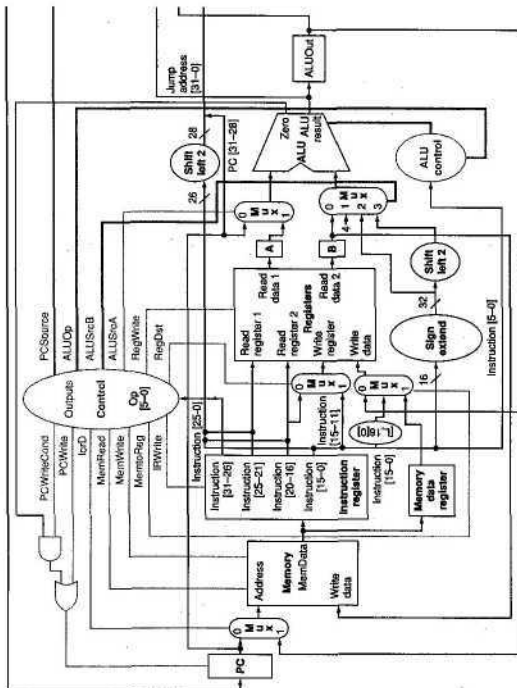 Jump
address
[31–0]
28
Shift
left 2
26
PC [31–28]
ALUOut
Zero
ALU
ALU
result
ALU
control
PCSource
ALUOp
ALUSrcB
ALUSrcA
RegWrite
RegDst
0
M
u
x
1
0
1
M
u
x
2
3
4
A
B
Shift
left 2
Read
data 1
Read
data 2
Read
register 1
Read
register 2
Registers
Write
register
Write
data
32
Sign
extend
16
Instruction [5–0]
PCWriteCond
PCWrite
IorD
MemRead
MemWrite
MemtoReg
IRWrite
Outputs
Control
Op
[5–0]
Instruction [25–0]
0
M
u
x
1
0
M
u
x
1
Instruction
[15–11]
Instruction
[31–26]
Instruction
[25–21]
Instruction
[20–16]
Instruction
[15–0]
Instruction
register
Instruction
[15–0]
Memory
data
register
Address
Memory
MemData
Write
data
0
M
u
x
1
PC